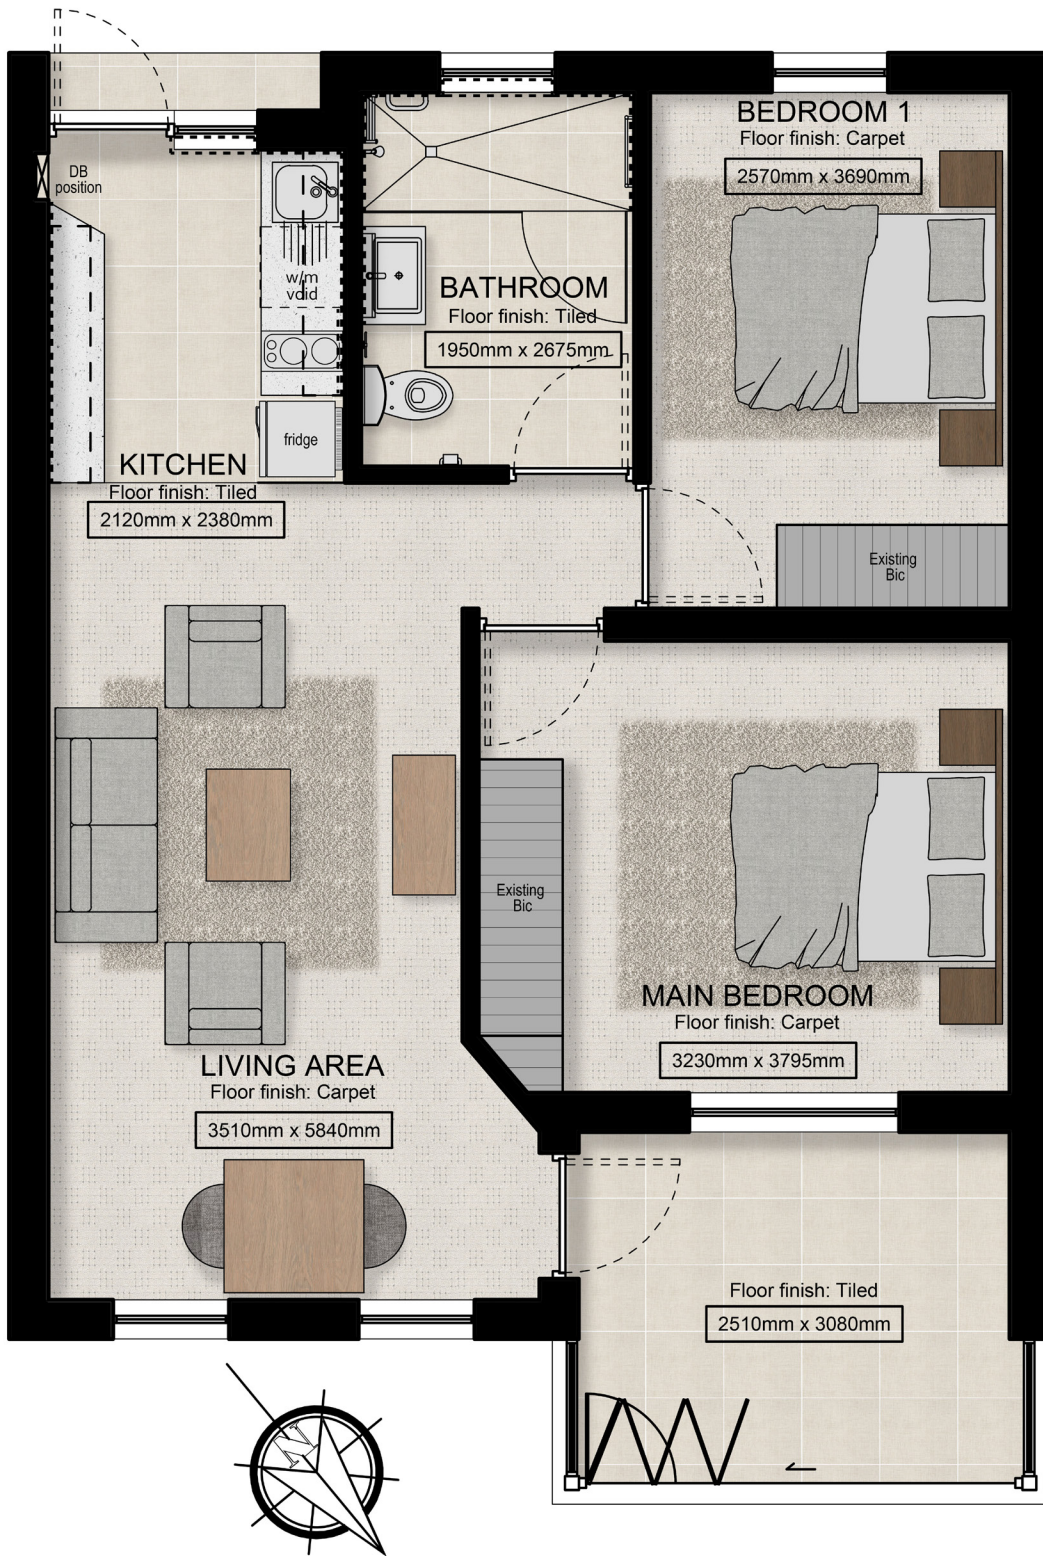 BEDROOM 1
Floor finish: Carpet
2570mm x 3690mm
DB
position
w/m
void
BATHROOM
Floor finish: Tiled
1950mm x 2675mm
fridge
KITCHEN
Floor finish: Tiled
2120mm x 2380mm
Existing
Bic
Existing
Bic
MAIN BEDROOM
Floor finish: Carpet
3230mm x 3795mm
LIVING AREA
Floor finish: Carpet
3510mm x 5840mm
Floor finish: Tiled
2510mm x 3080mm
N